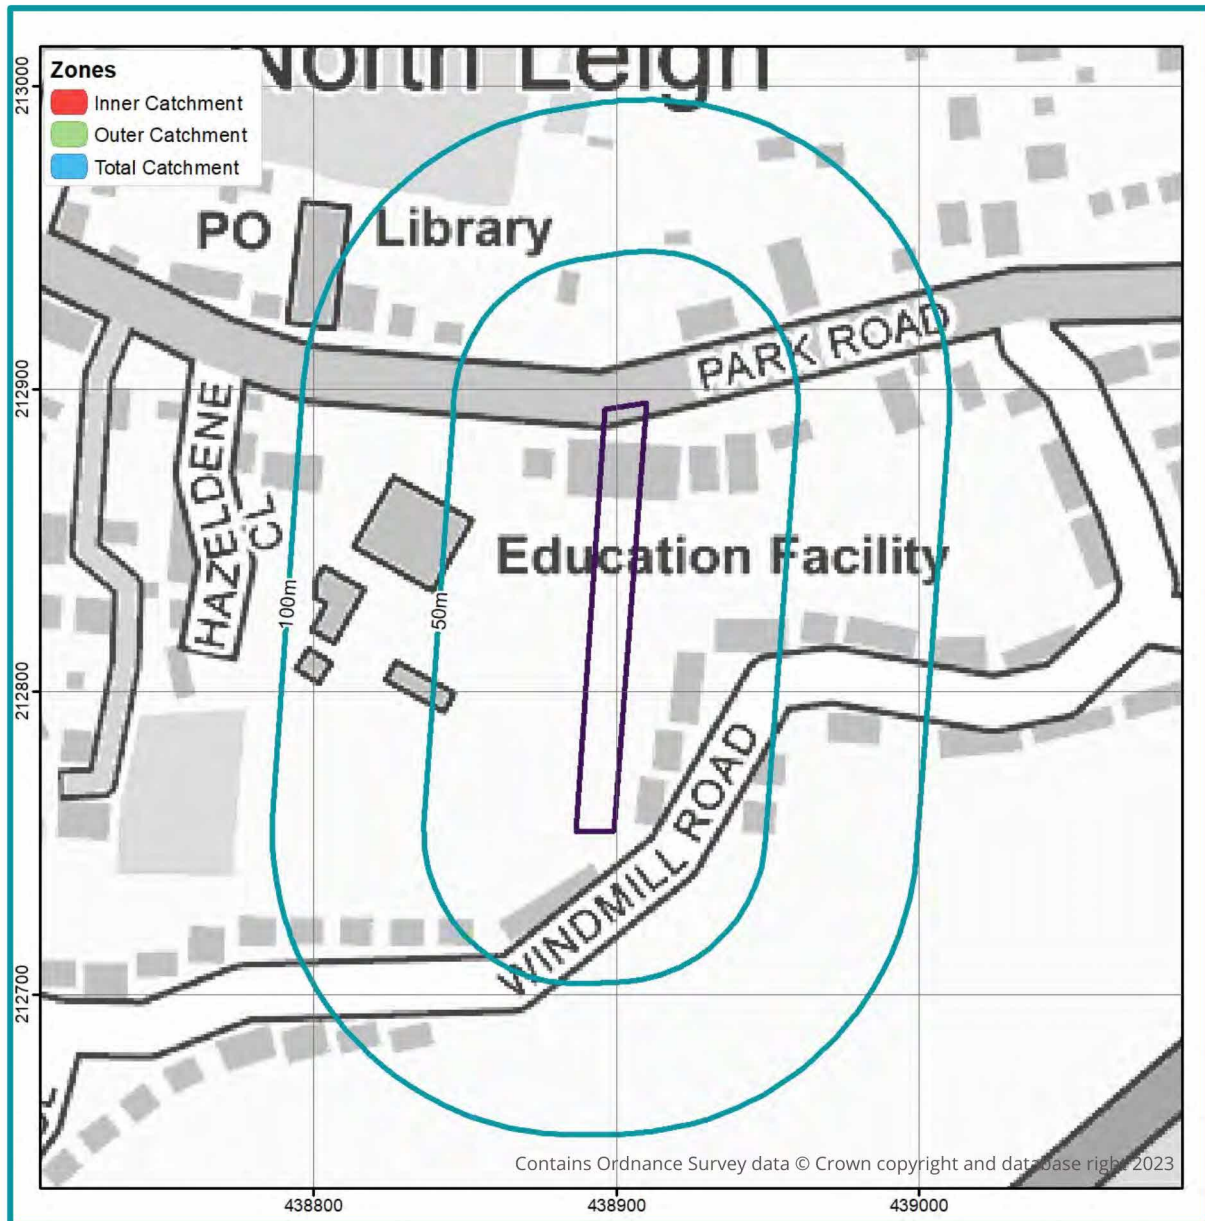 North Leigh
Zones
Inner Catchment
Outer Catchment
Total Catchment
213000
PO
Library
PARK ROAD
212900
HAZELDENE
CL
Education Facility
100m
50m
212800
WINDMILL ROAD
212700
Contains Ordnance Survey data © Crown copyright and database right 2023
438800
438900
439000